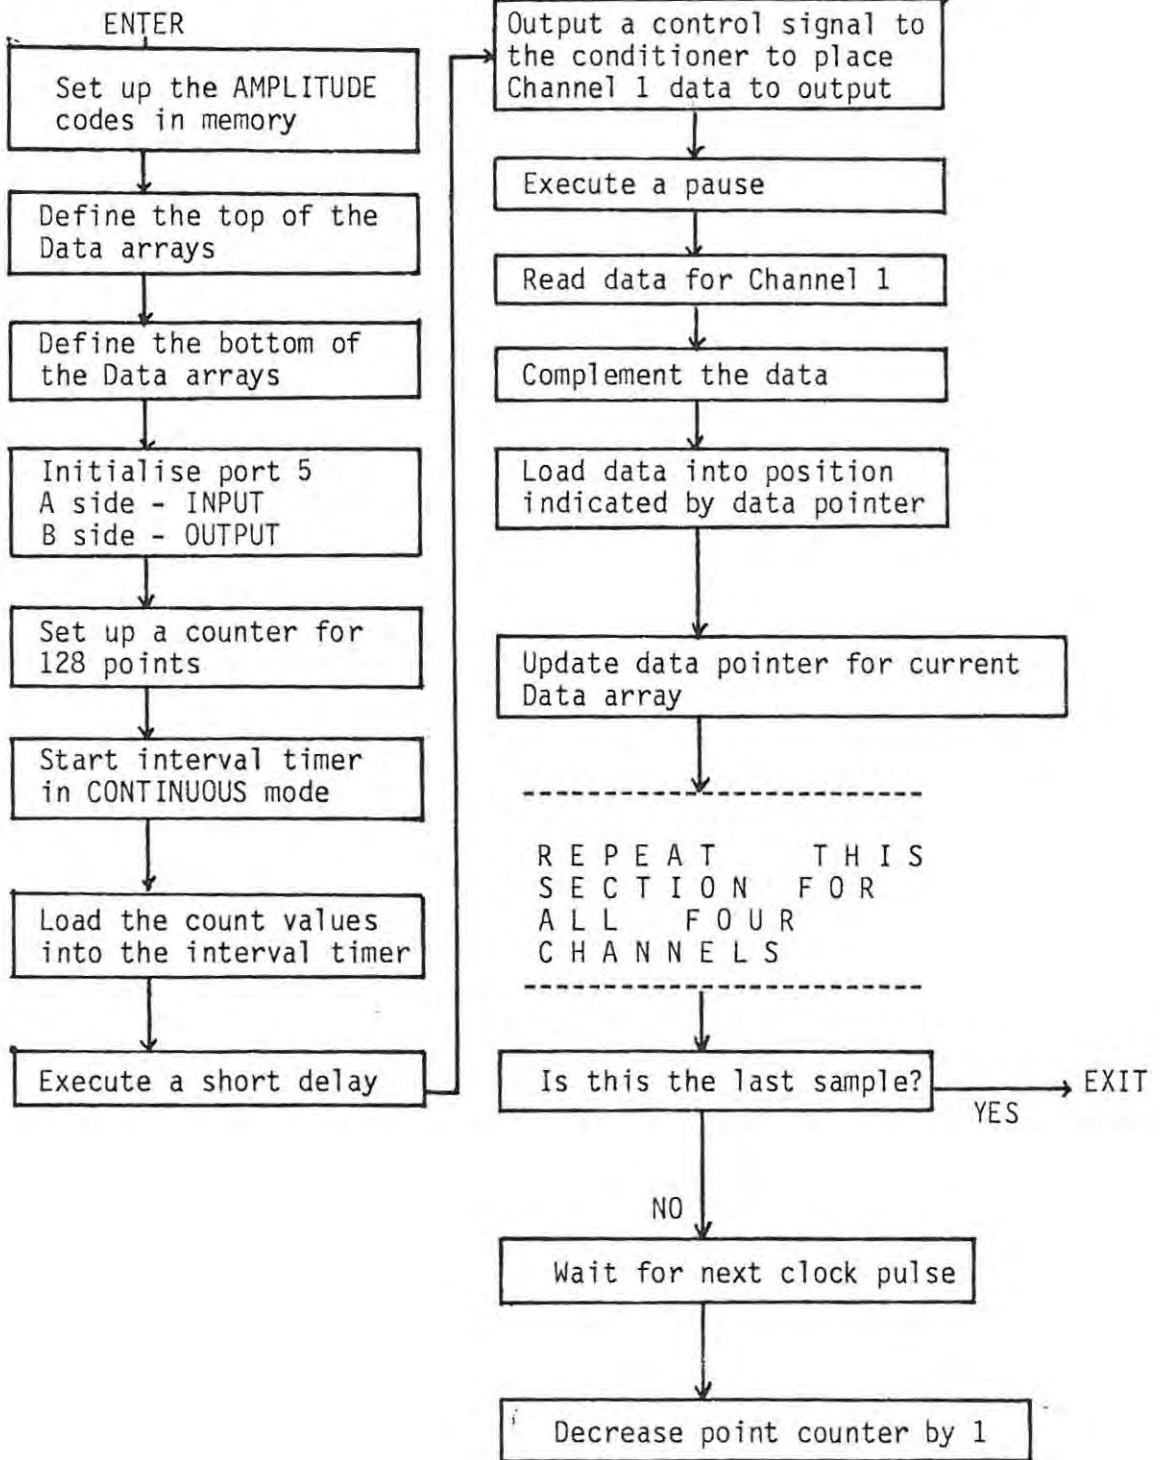 ENTER
Set up the AMPLITUDE
codes in memory
Define the top of the
Data arrays
Define the bottom of
the Data arrays
Initialise port 5
A side - INPUT
B side - OUTPUT
Set up a counter for
128 points
Start interval timer
in CONTINUOUS mode
Load the count values
into the interval timer
Execute a short delay
Output a control signal to
the conditioner to place
Channel 1 data to output
Execute a pause
Read data for Channel 1
Complement the data
Load data into position
indicated by data pointer
Update data pointer for current
Data array
REPEAT THIS
SECTION FOR
ALL FOUR
CHANNELS
Is this the last sample?
YES
EXIT
NO
Wait for next clock pulse
Decrease point counter by 1